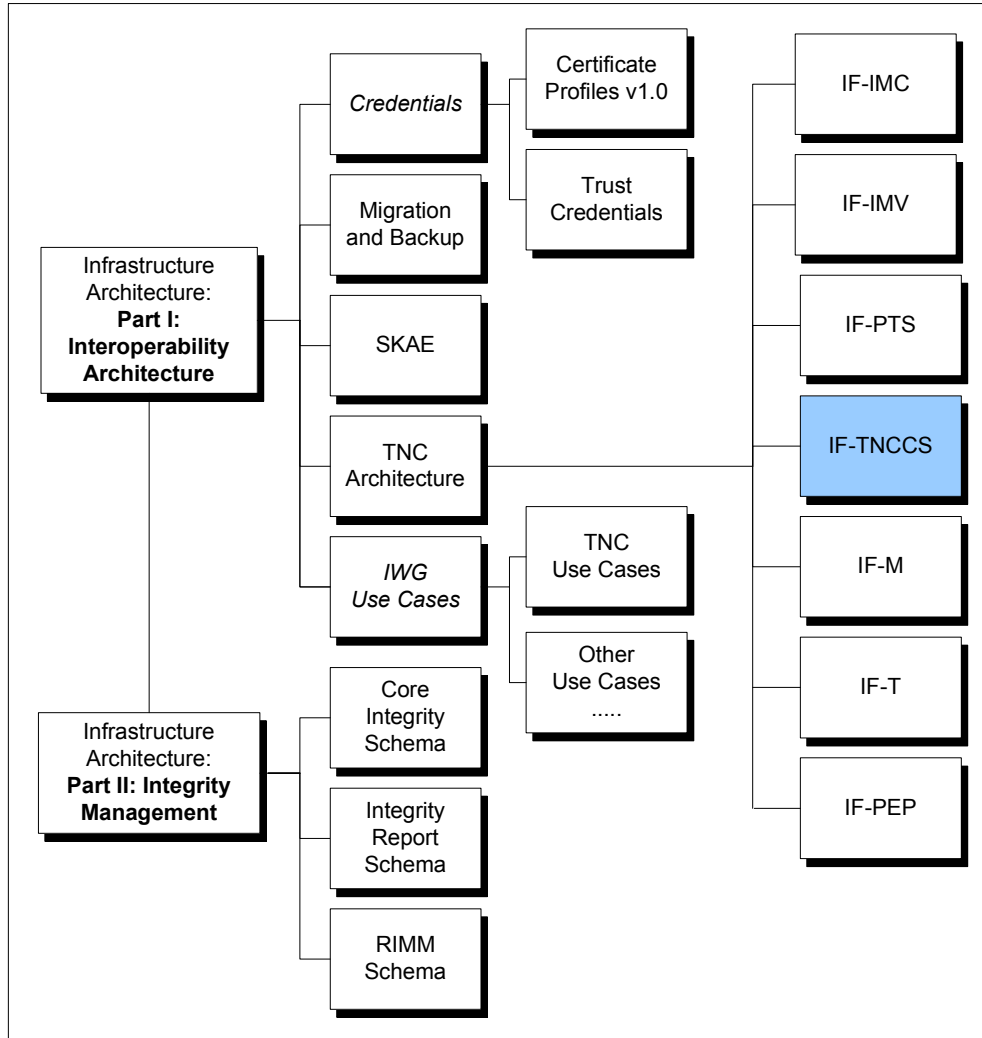 Infrastructure
Architecture:
Part I:
Interoperability
Architecture
Credentials
Certificate
Profiles v1.0
Trust
Credentials
Migration
and Backup
SKAE
TNC
Architecture
IF-IMC
IF-IMV
IF-PTS
IF-TNCCS
IF-M
IF-T
IF-PEP
IWG
Use Cases
TNC
Use Cases
Other
Use Cases
.....
Infrastructure
Architecture:
Part II: Integrity
Management
Core
Integrity
Schema
Integrity
Report
Schema
RIMM
Schema